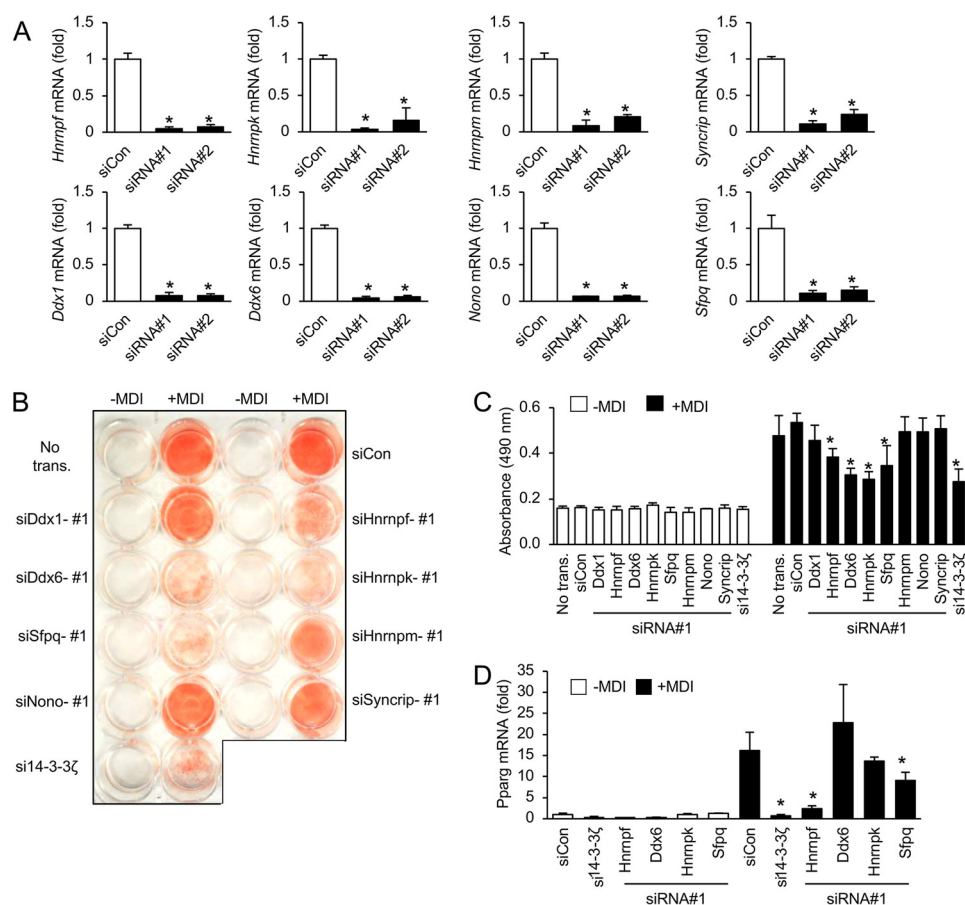 A
Hnrnpf mRNA (fold)
1.5
1
0.5
0
*
*
siCon
siRNA#1
siRNA#2
Hnrnpk mRNA (fold)
1.5
1
0.5
0
*
*
siCon
siRNA#1
siRNA#2
Hnrnpm mRNA (fold)
1.5
1
0.5
0
*
*
siCon
siRNA#1
siRNA#2
Syncrip mRNA (fold)
1.5
1
0.5
0
*
*
siCon
siRNA#1
siRNA#2
Ddx1 mRNA (fold)
1.5
1
0.5
0
*
*
siCon
siRNA#1
siRNA#2
Ddx6 mRNA (fold)
1.5
1
0.5
0
*
*
siCon
siRNA#1
siRNA#2
Nono mRNA (fold)
1.5
1
0.5
0
*
*
siCon
siRNA#1
siRNA#2
Sfpq mRNA (fold)
1.5
1
0.5
0
*
*
siCon
siRNA#1
siRNA#2
B
-MDI +MDI -MDI +MDI
No
trans.
siCon
siDdx1- #1
siHnrnpf- #1
siDdx6- #1
siHnrnpk- #1
siSfpq- #1
siHnrnpm- #1
siNono- #1
siSyncrip- #1
si14-3-3ζ
C
-MDI +MDI
Absorbance (490 nm)
0.6
0.4
0.2
0.0
* * * * *
No trans.
siCon
Ddx1
Hnrnpf
Ddx6
Hnrnpk
Sfpq
Hnrnpm
Nono
Syncrip
si14-3-3ζ
siRNA#1
No trans.
siCon
Ddx1
Hnrnpf
Ddx6
Hnrnpk
Sfpq
Hnrnpm
Nono
Syncrip
si14-3-3ζ
siRNA#1
D
-MDI +MDI
Pparg mRNA (fold)
35
30
25
20
15
10
5
0
* * *
siCon
si14-3-3ζ
Hnrnpf
Ddx6
Hnrnpk
Sfpq
siRNA#1
siCon
si14-3-3ζ
Hnrnpf
Ddx6
Hnrnpk
Sfpq
siRNA#1